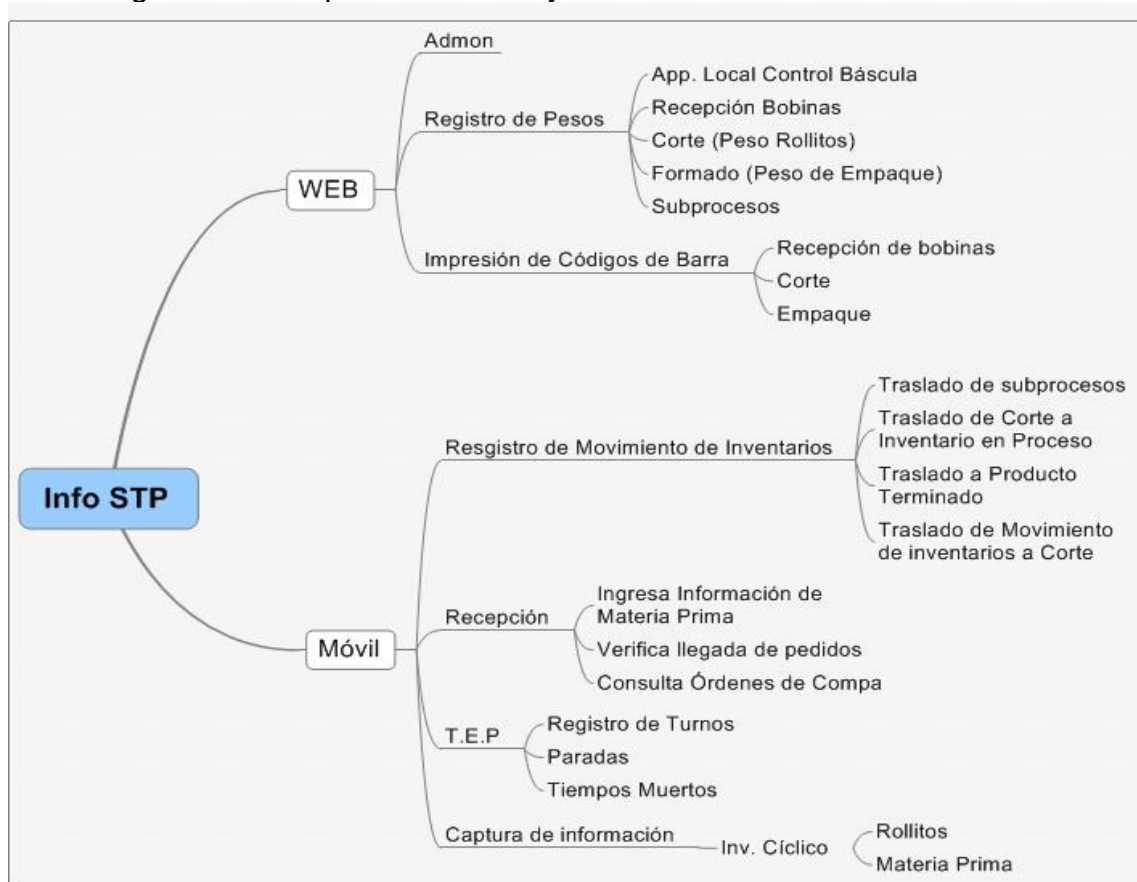 Admon
App. Local Control Báscula
Recepción Bobinas
Registro de Pesos
Corte (Peso Rollitos)
Formado (Peso de Empaque)
WEB
Subprocesos
Recepción de bobinas
Impresión de Códigos de Barra
Corte
Empaque
Traslado de subprocesos
Traslado de Corte a
Inventario en Proceso
Resgistro de Movimiento de Inventarios
Traslado a Producto
Terminado
Info STP
Traslado de Movimiento
de inventarios a Corte
Ingresa Información de
Materia Prima
Recepción
Móvil
Verifica llegada de pedidos
Consulta Órdenes de Compa
Registro de Turnos
T.E.P
Paradas
Tiempos Muertos
Captura de información
Inv. Cíclico
Rollitos
Materia Prima